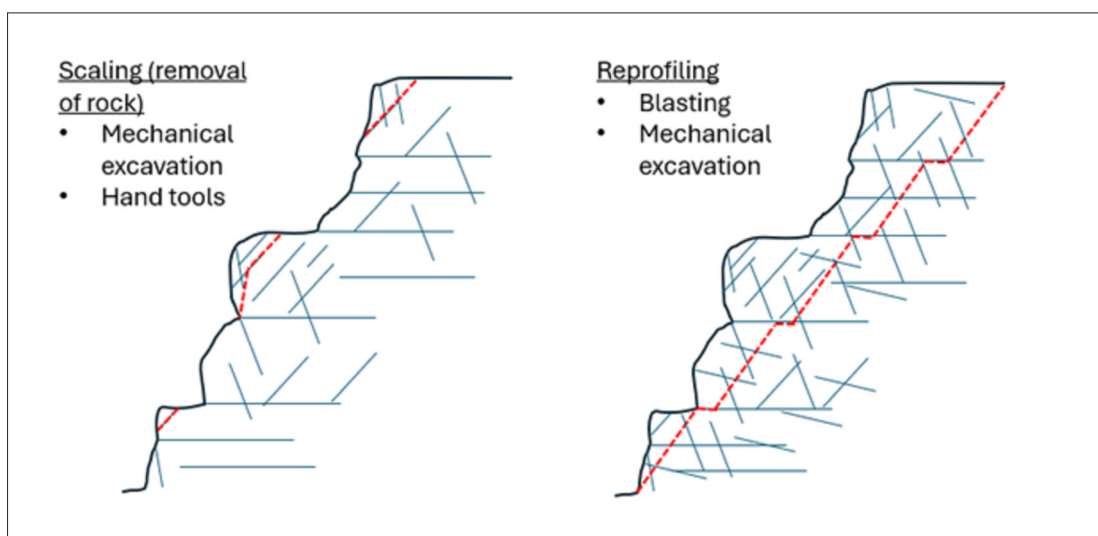 Scaling (removal
of rock)
• Mechanical
excavation
• Hand tools
Reprofiling
• Blasting
• Mechanical
excavation